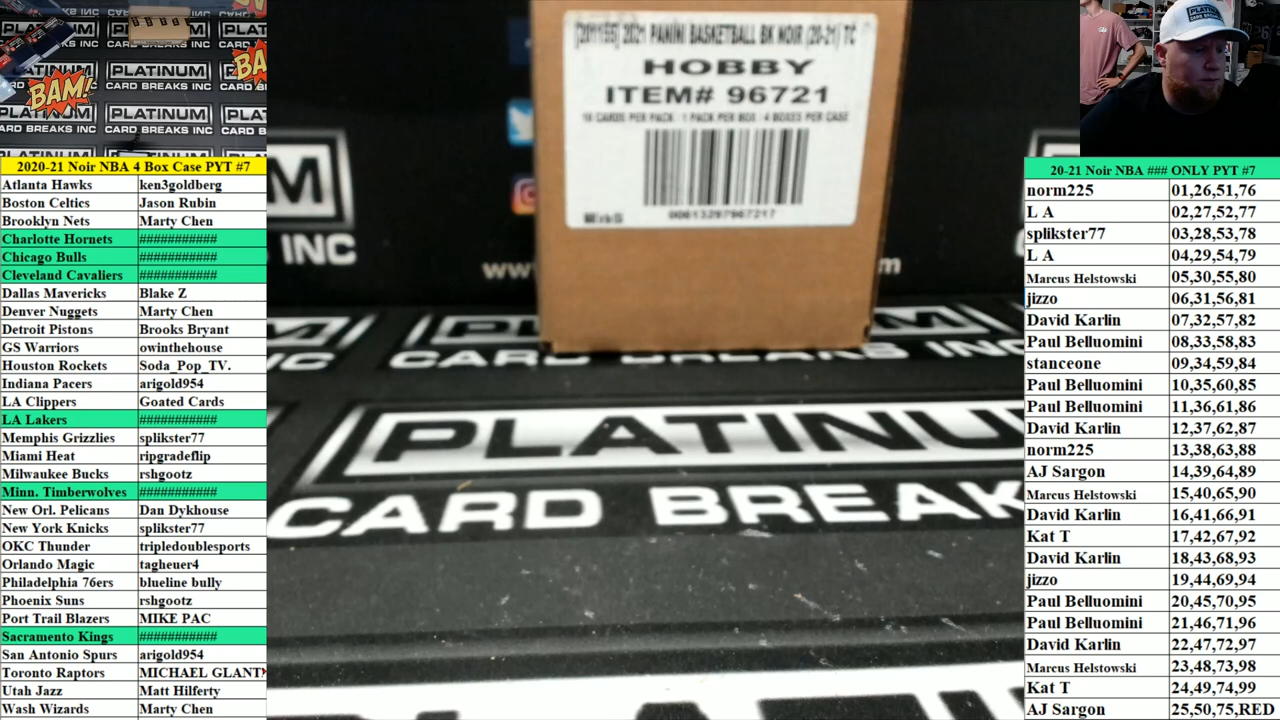 PLATINUM
CARD BREAKS INC
BAM!
2020-21 Noir NBA 4 Box Case PYT #7
Atlanta Hawks ken3goldberg
Boston Celtics Jason Rubin
Brooklyn Nets Marty Chen
Charlotte Hornets ###########
Chicago Bulls ###########
Cleveland Cavaliers ###########
Dallas Mavericks Blake Z
Denver Nuggets Marty Chen
Detroit Pistons Brooks Bryant
GS Warriors owinthehouse
Houston Rockets Soda_Pop_TV.
Indiana Pacers arigold954
LA Clippers Goated Cards
LA Lakers ###########
Memphis Grizzlies splikster77
Miami Heat ripgradeflip
Milwaukee Bucks rshgootz
Minn. Timberwolves ###########
New Orl. Pelicans Dan Dykhouse
New York Knicks splikster77
OKC Thunder tripledoublesports
Orlando Magic tagheuer4
Philadelphia 76ers blueline bully
Phoenix Suns rshgootz
Port Trail Blazers MIKE PAC
Sacramento Kings ###########
San Antonio Spurs arigold954
Toronto Raptors MICHAEL GLANT
Utah Jazz Matt Hilferty
Wash Wizards Marty Chen
[201155] 2021 PANINI BASKETBALL BK NOIR (20-21) TC
HOBBY
ITEM# 96721
10 CARDS PER PACK 1 PACK PER BOX 4 BOXES PER CASE
www
CARD BREAKS INC
PLATINU
CARD BREAK
PLATINUM
20-21 Noir NBA ### ONLY PYT #7
norm225 01,26,51,76
L A 02,27,52,77
splikster77 03,28,53,78
L A 04,29,54,79
Marcus Helstowski 05,30,55,80
jizzo 06,31,56,81
David Karlin 07,32,57,82
Paul Belluomini 08,33,58,83
stanceone 09,34,59,84
Paul Belluomini 10,35,60,85
Paul Belluomini 11,36,61,86
David Karlin 12,37,62,87
norm225 13,38,63,88
AJ Sargon 14,39,64,89
Marcus Helstowski 15,40,65,90
David Karlin 16,41,66,91
Kat T 17,42,67,92
David Karlin 18,43,68,93
jizzo 19,44,69,94
Paul Belluomini 20,45,70,95
Paul Belluomini 21,46,71,96
David Karlin 22,47,72,97
Marcus Helstowski 23,48,73,98
Kat T 24,49,74,99
AJ Sargon 25,50,75,RED